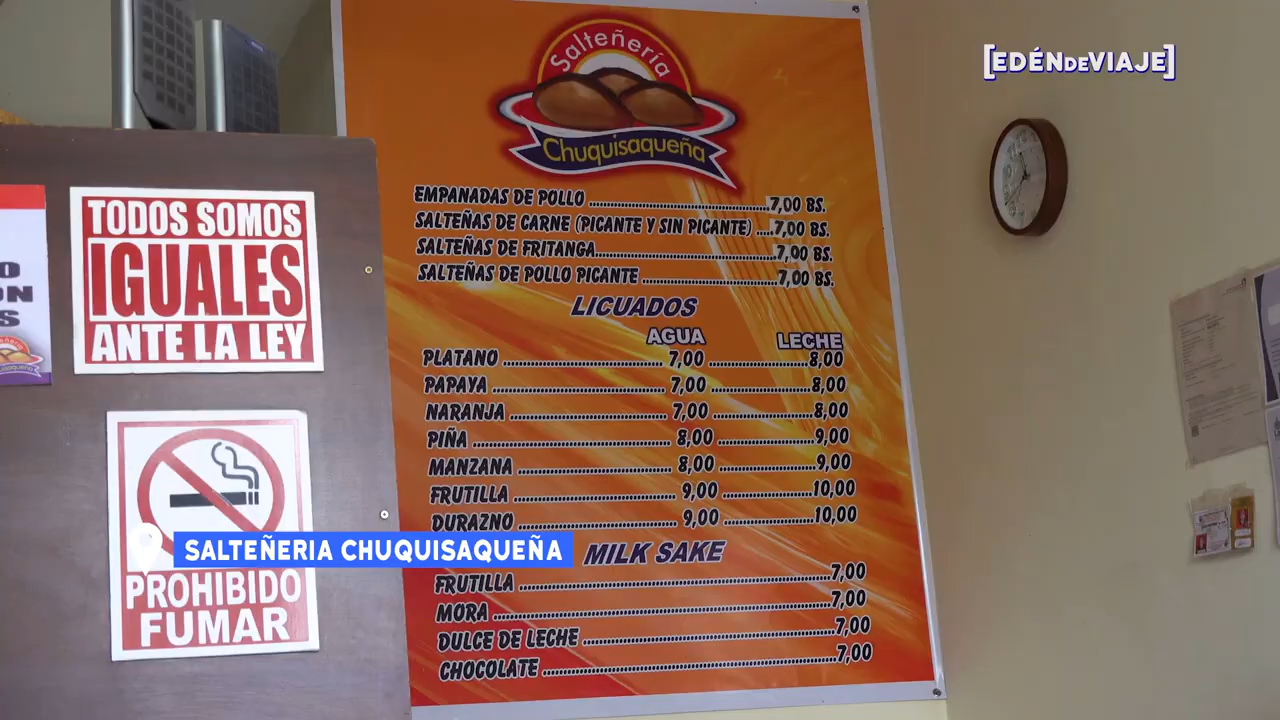 [EDÉNDEVIAJE]
Salteñería
Chuquisaqueña
EMPANADAS DE POLLO ........ 7,00 BS.
SALTEÑAS DE CARNE (PICANTE Y SIN PICANTE) .... 7,00 BS.
SALTEÑAS DE FRITANGA ........ 7,00 BS.
SALTEÑAS DE POLLO PICANTE ........ 7,00 BS.
LICUADOS
AGUA LECHE
PLATANO ........ 7,00 ........ 8,00
PAPAYA ........ 7,00 ........ 8,00
NARANJA ........ 7,00 ........ 8,00
PIÑA ........ 8,00 ........ 9,00
MANZANA ........ 8,00 ........ 9,00
FRUTILLA ........ 9,00 ........ 10,00
DURAZNO ........ 9,00 ........ 10,00
MILK SAKE
FRUTILLA ........ 7,00
MORA ........ 7,00
DULCE DE LECHE ........ 7,00
CHOCOLATE ........ 7,00
TODOS SOMOS
IGUALES
ANTE LA LEY
PROHIBIDO
FUMAR
SALTEÑERIA CHUQUISAQUEÑA